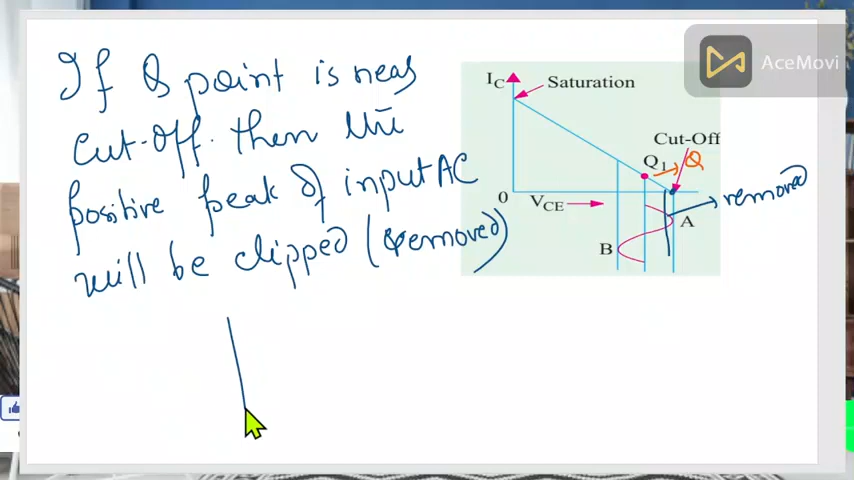 If Q point is near
cut-off. then the
positive peak of input AC
will be clipped (removed)
AceMovi
IC
Saturation
Cut-Off
Q1
Q
0
VCE
removed
A
B